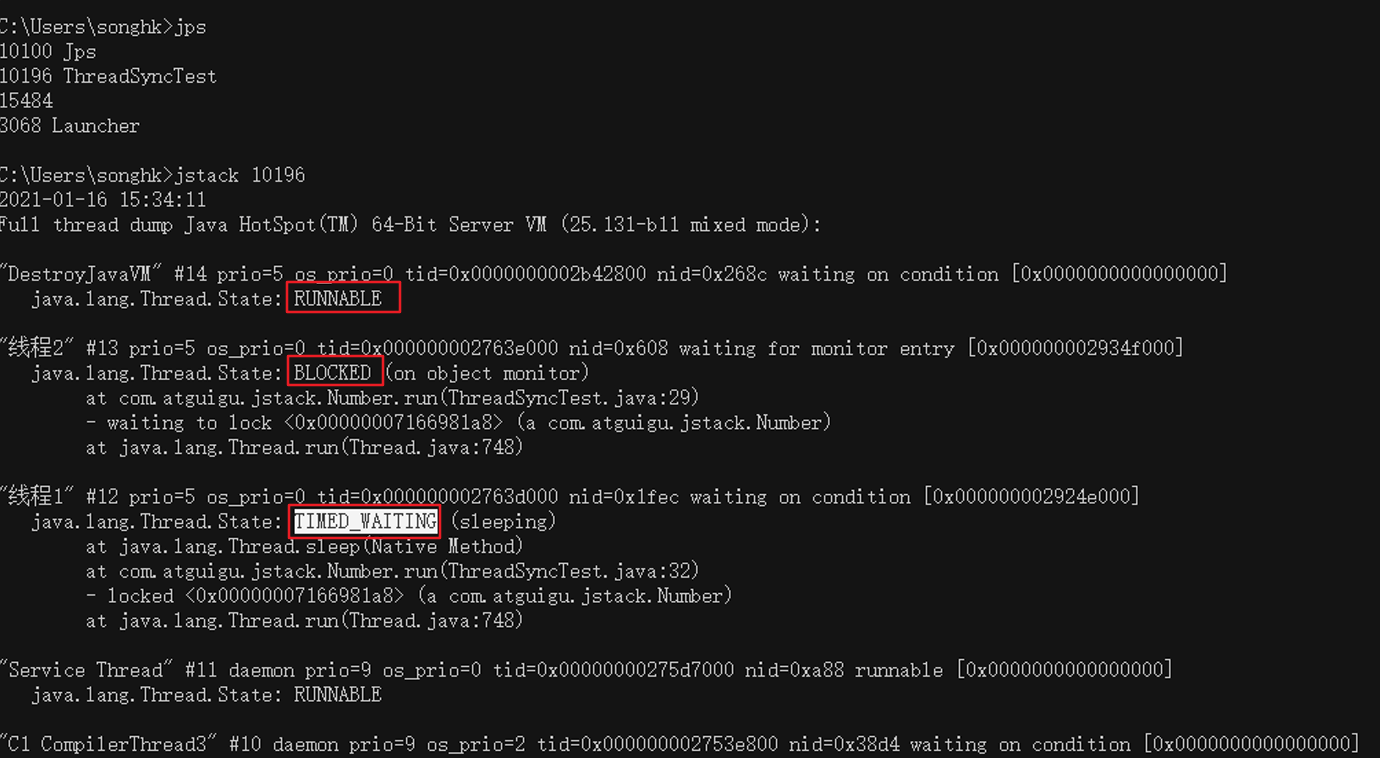 C:\Users\songhk>jps
10100 Jps
10196 ThreadSyncTest
15484
3068 Launcher
C:\Users\songhk>jstack 10196
2021-01-16 15:34:11
Full thread dump Java HotSpot(TM) 64-Bit Server VM (25.131-b11 mixed mode):
"DestroyJavaVM" #14 prio=5 os_prio=0 tid=0x0000000002b42800 nid=0x268c waiting on condition [0x0000000000000000]
java.lang.Thread.State: RUNNABLE
"线程2" #13 prio=5 os_prio=0 tid=0x000000002763e000 nid=0x608 waiting for monitor entry [0x000000002934f000]
java.lang.Thread.State: BLOCKED (on object monitor)
at com.atguigu.jstack.Number.run(ThreadSyncTest.java:29)
- waiting to lock <0x00000007166981a8> (a com.atguigu.jstack.Number)
at java.lang.Thread.run(Thread.java:748)
"线程1" #12 prio=5 os_prio=0 tid=0x000000002763d000 nid=0x1fec waiting on condition [0x000000002924e000]
java.lang.Thread.State: TIMED_WAITING (sleeping)
at java.lang.Thread.sleep(Native Method)
at com.atguigu.jstack.Number.run(ThreadSyncTest.java:32)
- locked <0x00000007166981a8> (a com.atguigu.jstack.Number)
at java.lang.Thread.run(Thread.java:748)
"Service Thread" #11 daemon prio=9 os_prio=0 tid=0x00000000275d7000 nid=0xa88 runnable [0x0000000000000000]
java.lang.Thread.State: RUNNABLE
"C1 CompilerThread3" #10 daemon prio=9 os_prio=2 tid=0x000000002753e800 nid=0x38d4 waiting on condition [0x0000000000000000]